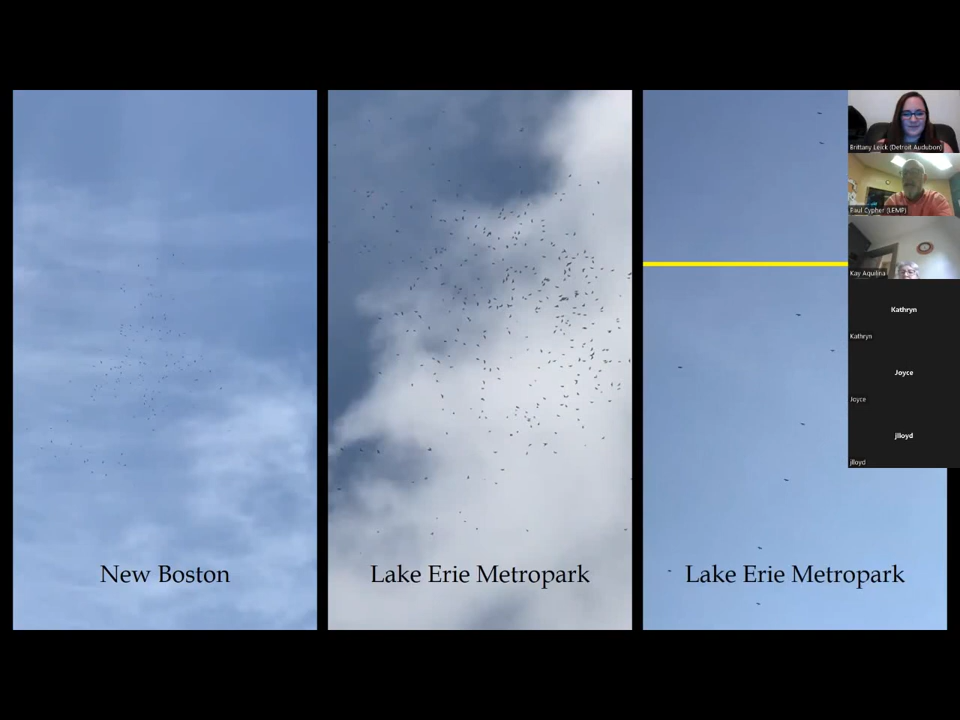 New Boston
Lake Erie Metropark
Lake Erie Metropark
Brittany Leick (Detroit Audubon)
Paul Cypher (LEMP)
Kay Aquilina
Kathryn
Kathryn
Joyce
Joyce
jlloyd
jlloyd